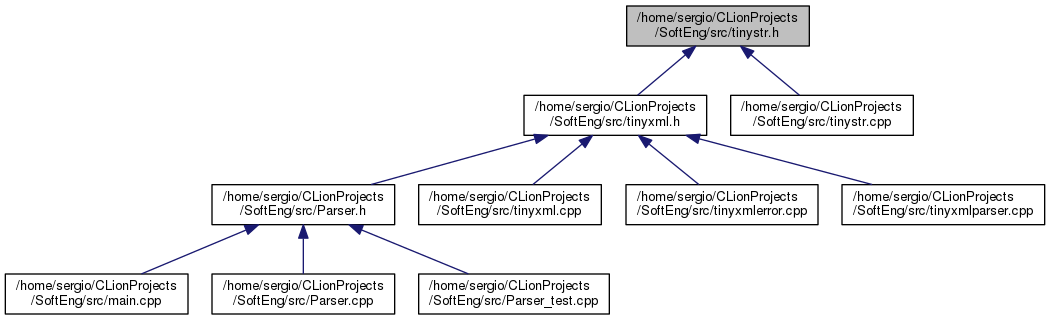 /home/sergio/CLionProjects
/SoftEng/src/tinystr.h
/home/sergio/CLionProjects
/SoftEng/src/tinyxml.h
/home/sergio/CLionProjects
/SoftEng/src/tinystr.cpp
/home/sergio/CLionProjects
/SoftEng/src/Parser.h
/home/sergio/CLionProjects
/SoftEng/src/tinyxml.cpp
/home/sergio/CLionProjects
/SoftEng/src/tinyxmlerror.cpp
/home/sergio/CLionProjects
/SoftEng/src/tinyxmlparser.cpp
/home/sergio/CLionProjects
/SoftEng/src/main.cpp
/home/sergio/CLionProjects
/SoftEng/src/Parser.cpp
/home/sergio/CLionProjects
/SoftEng/src/Parser_test.cpp